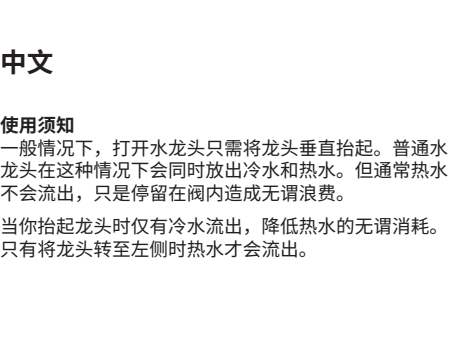 中文
使用须知
一般情况下，打开水龙头只需将龙头垂直抬起。普通水
龙头在这种情况下会同时放出冷水和热水。但通常热水
不会流出，只是停留在阀内造成无谓浪费。
当你抬起龙头时仅有冷水流出，降低热水的无谓消耗。
只有将龙头转至左侧时热水才会流出。